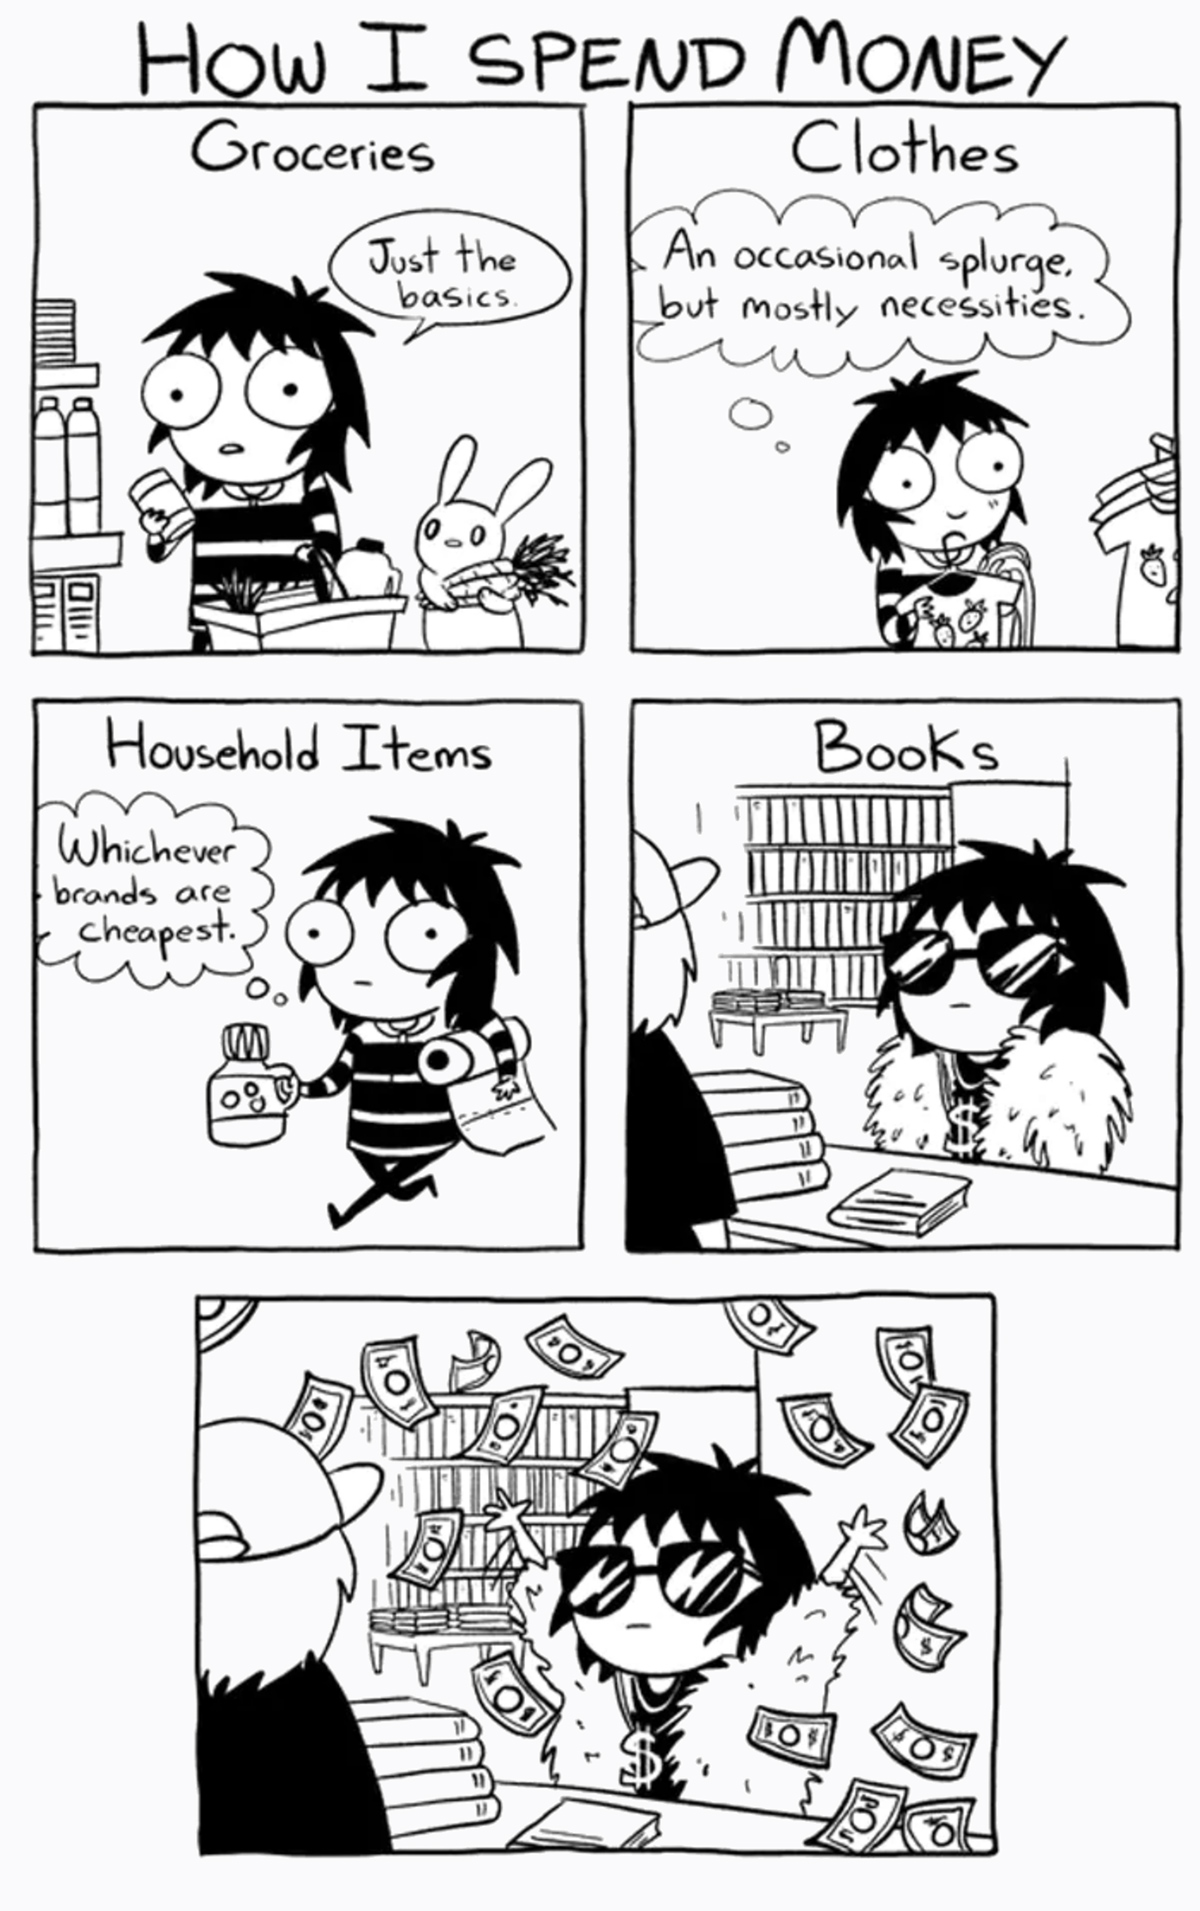 HOW I SPEND MONEY
Groceries
Just the
basics.
Clothes
An occasional splurge,
but mostly necessities.
Household Items
Whichever
brands are
cheapest.
Books
$
$